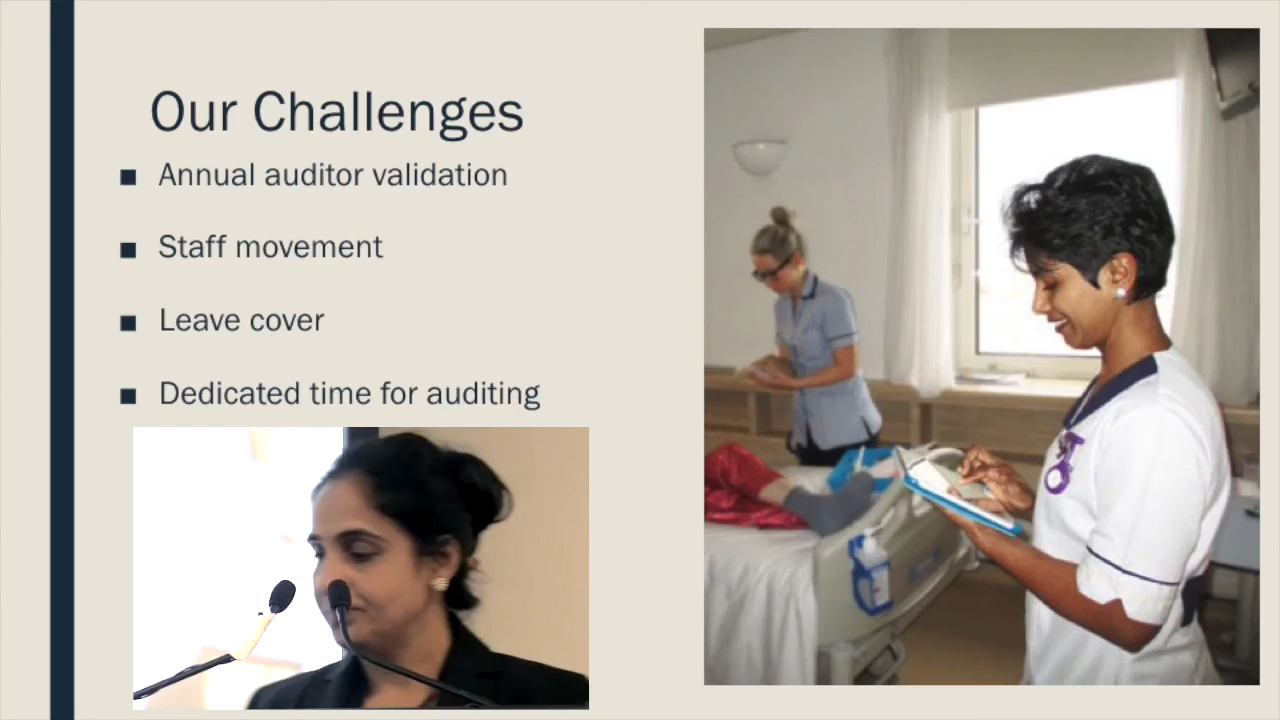 Our Challenges
Annual auditor validation
Staff movement
Leave cover
Dedicated time for auditing